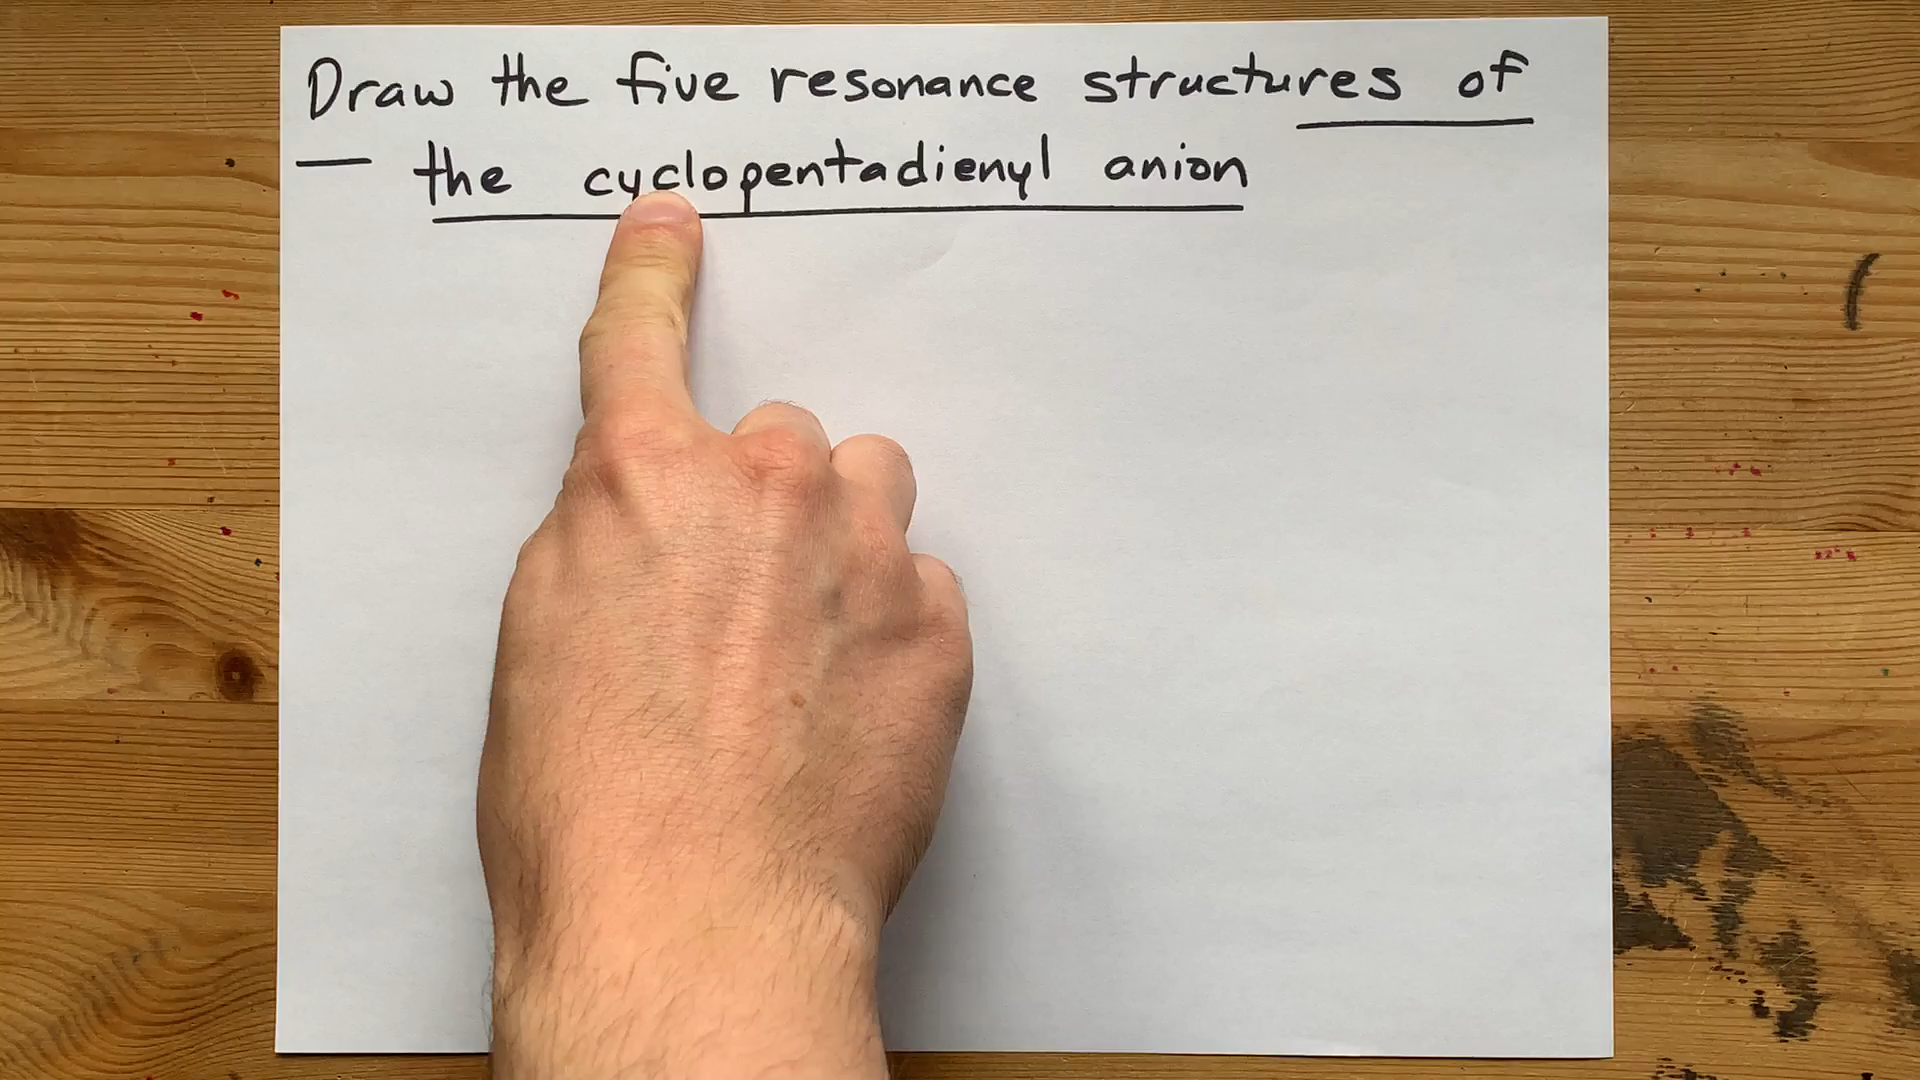 Draw the five resonance structures of
the cyclopentadienyl anion